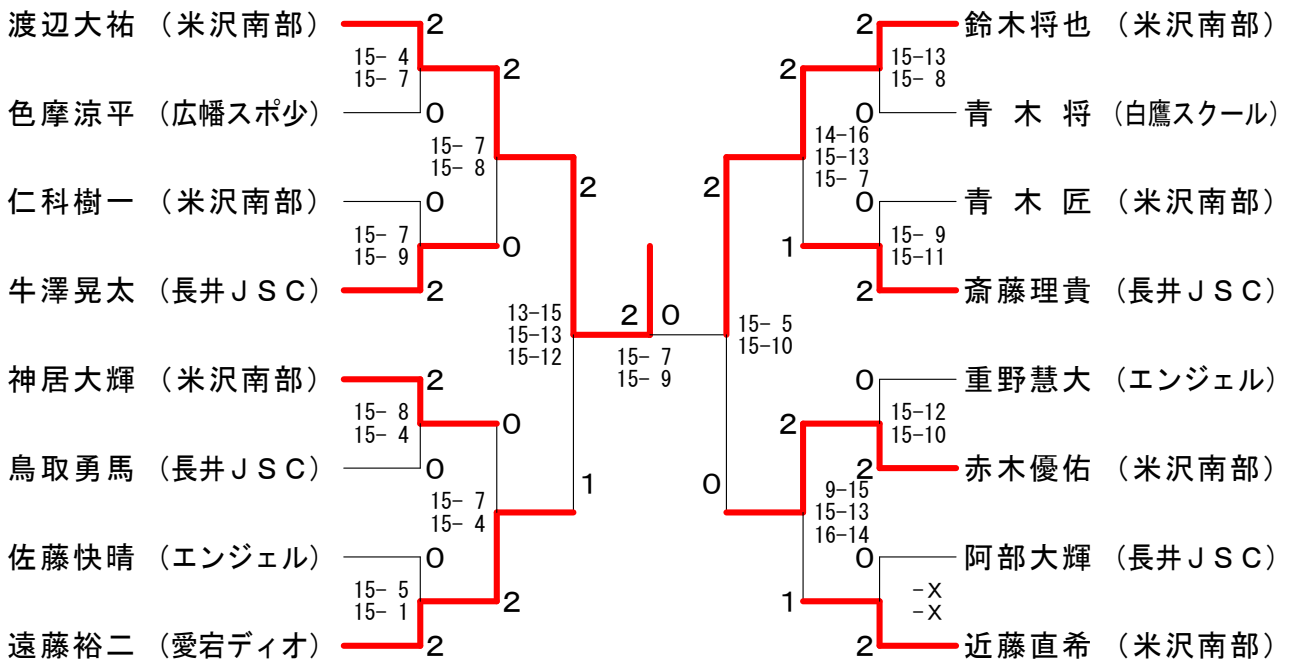 渡辺大祐 (米沢南部)
2
15- 4
15- 7
2
色摩涼平 (広幡スポ少)
0
15- 7
15- 8
2
仁科樹一 (米沢南部)
0
15- 7
15- 9
0
牛澤晃太 (長井JSC)
2
13-15
15-13
15-12
神居大輝 (米沢南部)
2
15- 8
15- 4
0
鳥取勇馬 (長井JSC)
0
15- 7
15- 4
1
佐藤快晴 (エンジェル)
0
15- 5
15- 1
2
遠藤裕二 (愛宕ディオ)
2
2 0
15- 7
15- 9
2 鈴木将也 (米沢南部)
15-13
15- 8
2
0 青木 将 (白鷹スクール)
14-16
15-13
15- 7
2
0 青木 匠 (米沢南部)
15- 9
15-11
1
2 斎藤理貴 (長井JSC)
15- 5
15-10
0 重野慧大 (エンジェル)
15-12
15-10
2
2 赤木優佑 (米沢南部)
9-15
15-13
16-14
0
0 阿部大輝 (長井JSC)
-X
-X
1
2 近藤直希 (米沢南部)